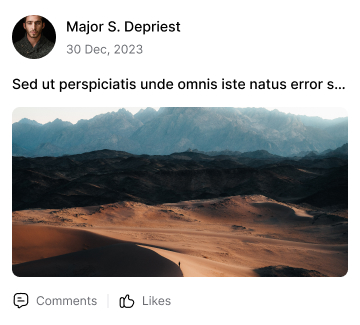 Major S. Depriest
30 Dec, 2023
Sed ut perspiciatis unde omnis iste natus error s...
Comments
Likes